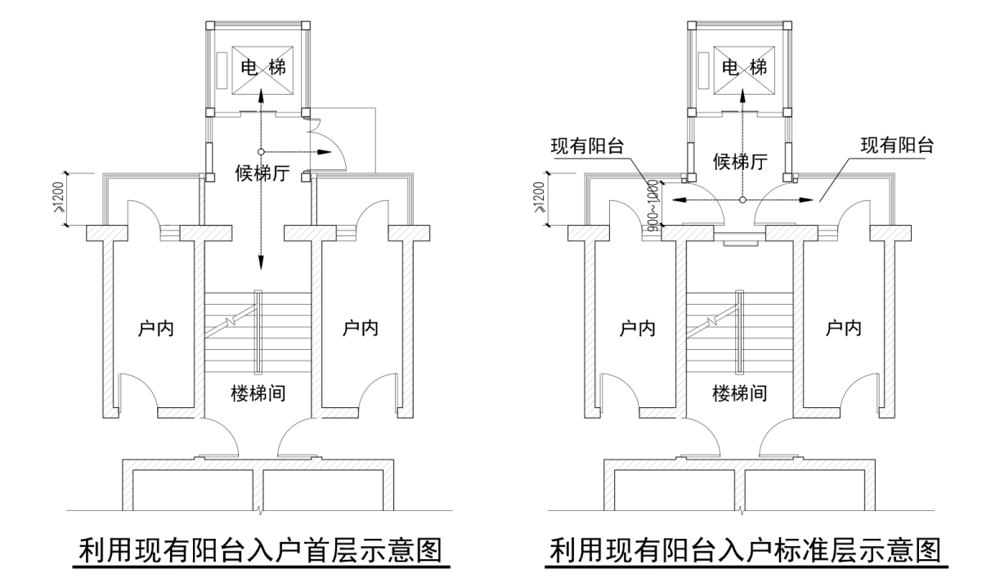 电 梯
候梯厅
≥1200
户内
户内
楼梯间
利用现有阳台入户首层示意图
电 梯
现有阳台
现有阳台
候梯厅
≥1200
900~1000
户内
户内
楼梯间
利用现有阳台入户标准层示意图